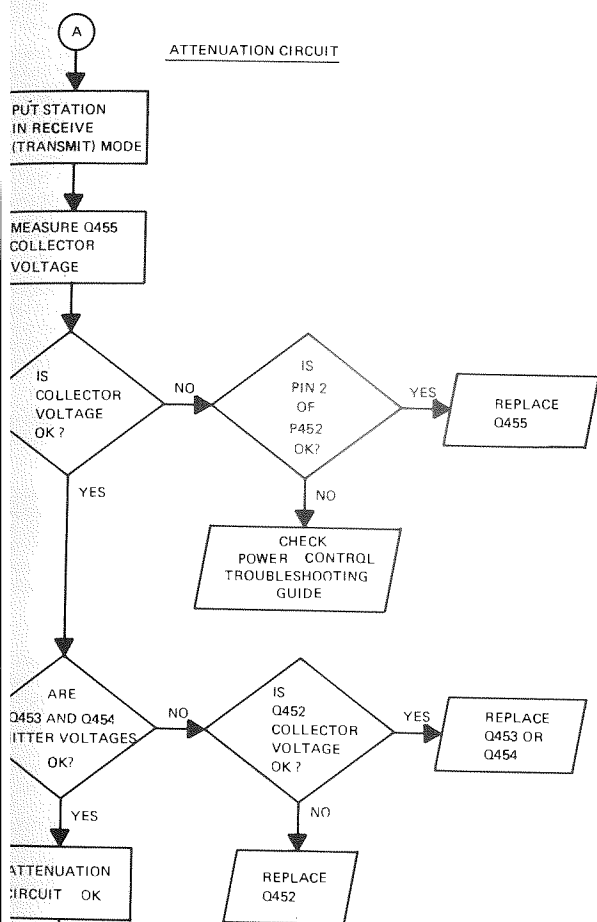 A
ATTENUATION CIRCUIT
PUT STATION
IN RECEIVE
(TRANSMIT) MODE
MEASURE Q455
COLLECTOR
VOLTAGE
IS
COLLECTOR
VOLTAGE
OK?
NO
IS
PIN 2
OF
P452
OK?
YES
REPLACE
Q455
YES
NO
CHECK
POWER CONTROL
TROUBLESHOOTING
GUIDE
ARE
Q453 AND Q454
ITTER VOLTAGES
OK?
NO
IS
Q452
COLLECTOR
VOLTAGE
OK?
YES
REPLACE
Q453 OR
Q454
YES
NO
ATTENUATION
CIRCUIT OK
REPLACE
Q452